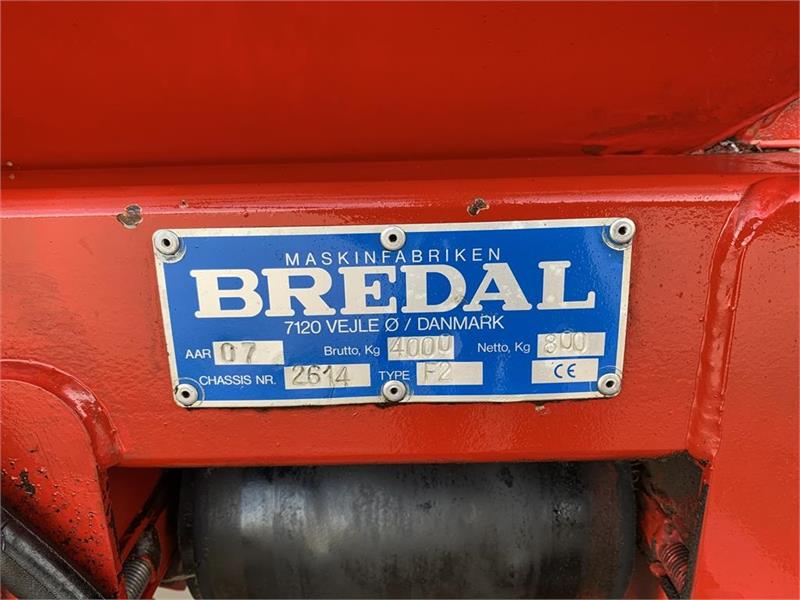 MASKINFABRIKEN
BREDAL
7120 VEJLE Ø / DANMARK
AAR 07 Brutto, Kg 4000 Netto, Kg 800
CHASSIS NR. 2614 TYPE F2 CE